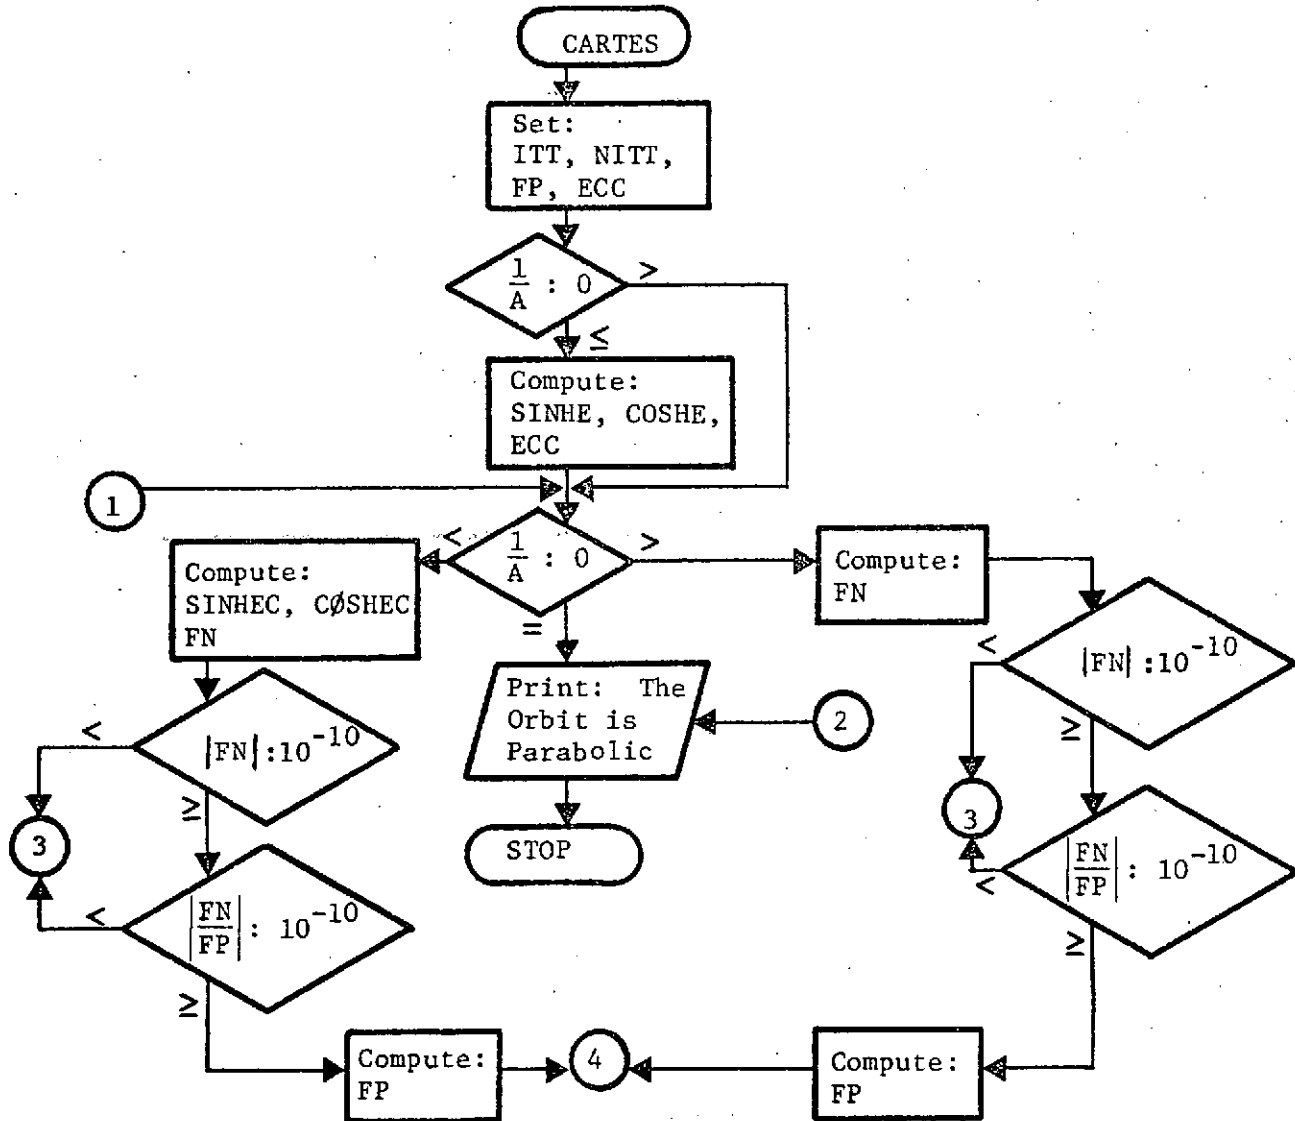 CARTES
Set:
ITT, NITT,
FP, ECC
1/A : 0
>
≤
Compute:
SINHE, COSHE,
ECC
1
<
1/A : 0
>
=
Compute:
SINHEC, CØSHEC
FN
Compute:
FN
Print: The
Orbit is
Parabolic
2
STOP
<
|FN| :10^-10
≥
3
<
|FN/FP| : 10^-10
≥
<
|FN| :10^-10
≥
3
<
|FN/FP| : 10^-10
≥
Compute:
FP
4
Compute:
FP